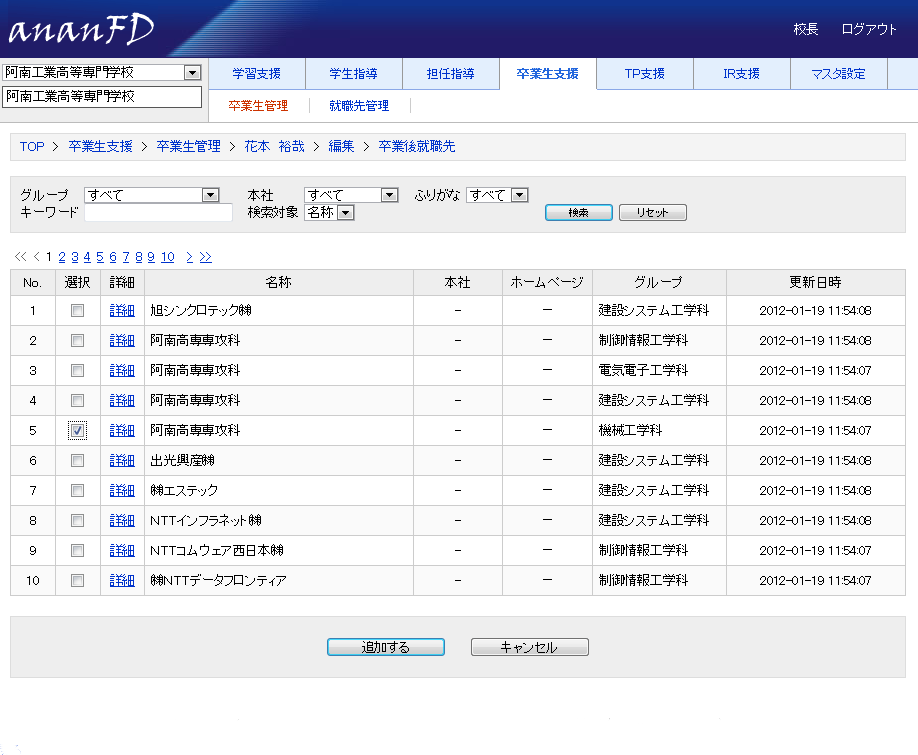 ananFD
校長 ログアウト
阿南工業高等専門学校
阿南工業高等専門学校
学習支援 学生指導 担任指導 卒業生支援 TP支援 IR支援 マスタ設定
卒業生管理 就職先管理
TOP > 卒業生支援 > 卒業生管理 > 花本 裕哉 > 編集 > 卒業後就職先
グループ すべて 本社 すべて ふりがな すべて
キーワード 検索対象 名称 検索 リセット
<< < 1 2 3 4 5 6 7 8 9 10 > >>
No. 選択 詳細 名称 本社 ホームページ グループ 更新日時
1 詳細 旭シンクロテック㈱ - - 建設システム工学科 2012-01-19 11:54:08
2 詳細 阿南高専専攻科 - - 制御情報工学科 2012-01-19 11:54:08
3 詳細 阿南高専専攻科 - - 電気電子工学科 2012-01-19 11:54:07
4 詳細 阿南高専専攻科 - - 建設システム工学科 2012-01-19 11:54:08
5 詳細 阿南高専専攻科 - - 機械工学科 2012-01-19 11:54:07
6 詳細 出光興産㈱ - - 建設システム工学科 2012-01-19 11:54:08
7 詳細 ㈱エステック - - 建設システム工学科 2012-01-19 11:54:08
8 詳細 NTTインフラネット㈱ - - 建設システム工学科 2012-01-19 11:54:08
9 詳細 NTTコムウェア西日本㈱ - - 制御情報工学科 2012-01-19 11:54:07
10 詳細 ㈱NTTデータフロンティア - - 制御情報工学科 2012-01-19 11:54:07
追加する キャンセル